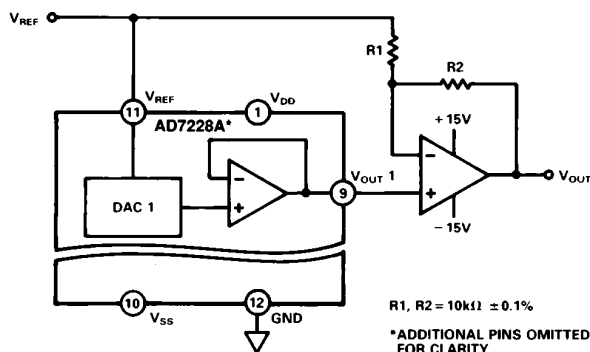 VREF
R1
R2
11
VREF
AD7228A*
1
VDD
+15V
−
+
VOUT
−15V
DAC 1
−
+
VOUT 1
9
10
VSS
12
GND
R1, R2 = 10kΩ ±0.1%
*ADDITIONAL PINS OMITTED
FOR CLARITY